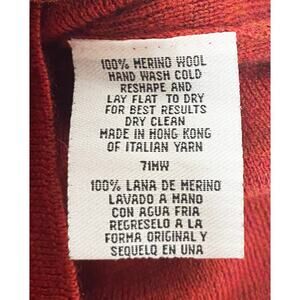 100% MERINO WOOL
HAND WASH COLD
RESHAPE AND
LAY FLAT TO DRY
FOR BEST RESULTS
DRY CLEAN
MADE IN HONG KONG
OF ITALIAN YARN
71MW
100% LANA DE MERINO
LAVADO A MANO
CON AGUA FRIA
REGRESELO A LA
FORMA ORIGINAL Y
SEQUELQ EN UNA